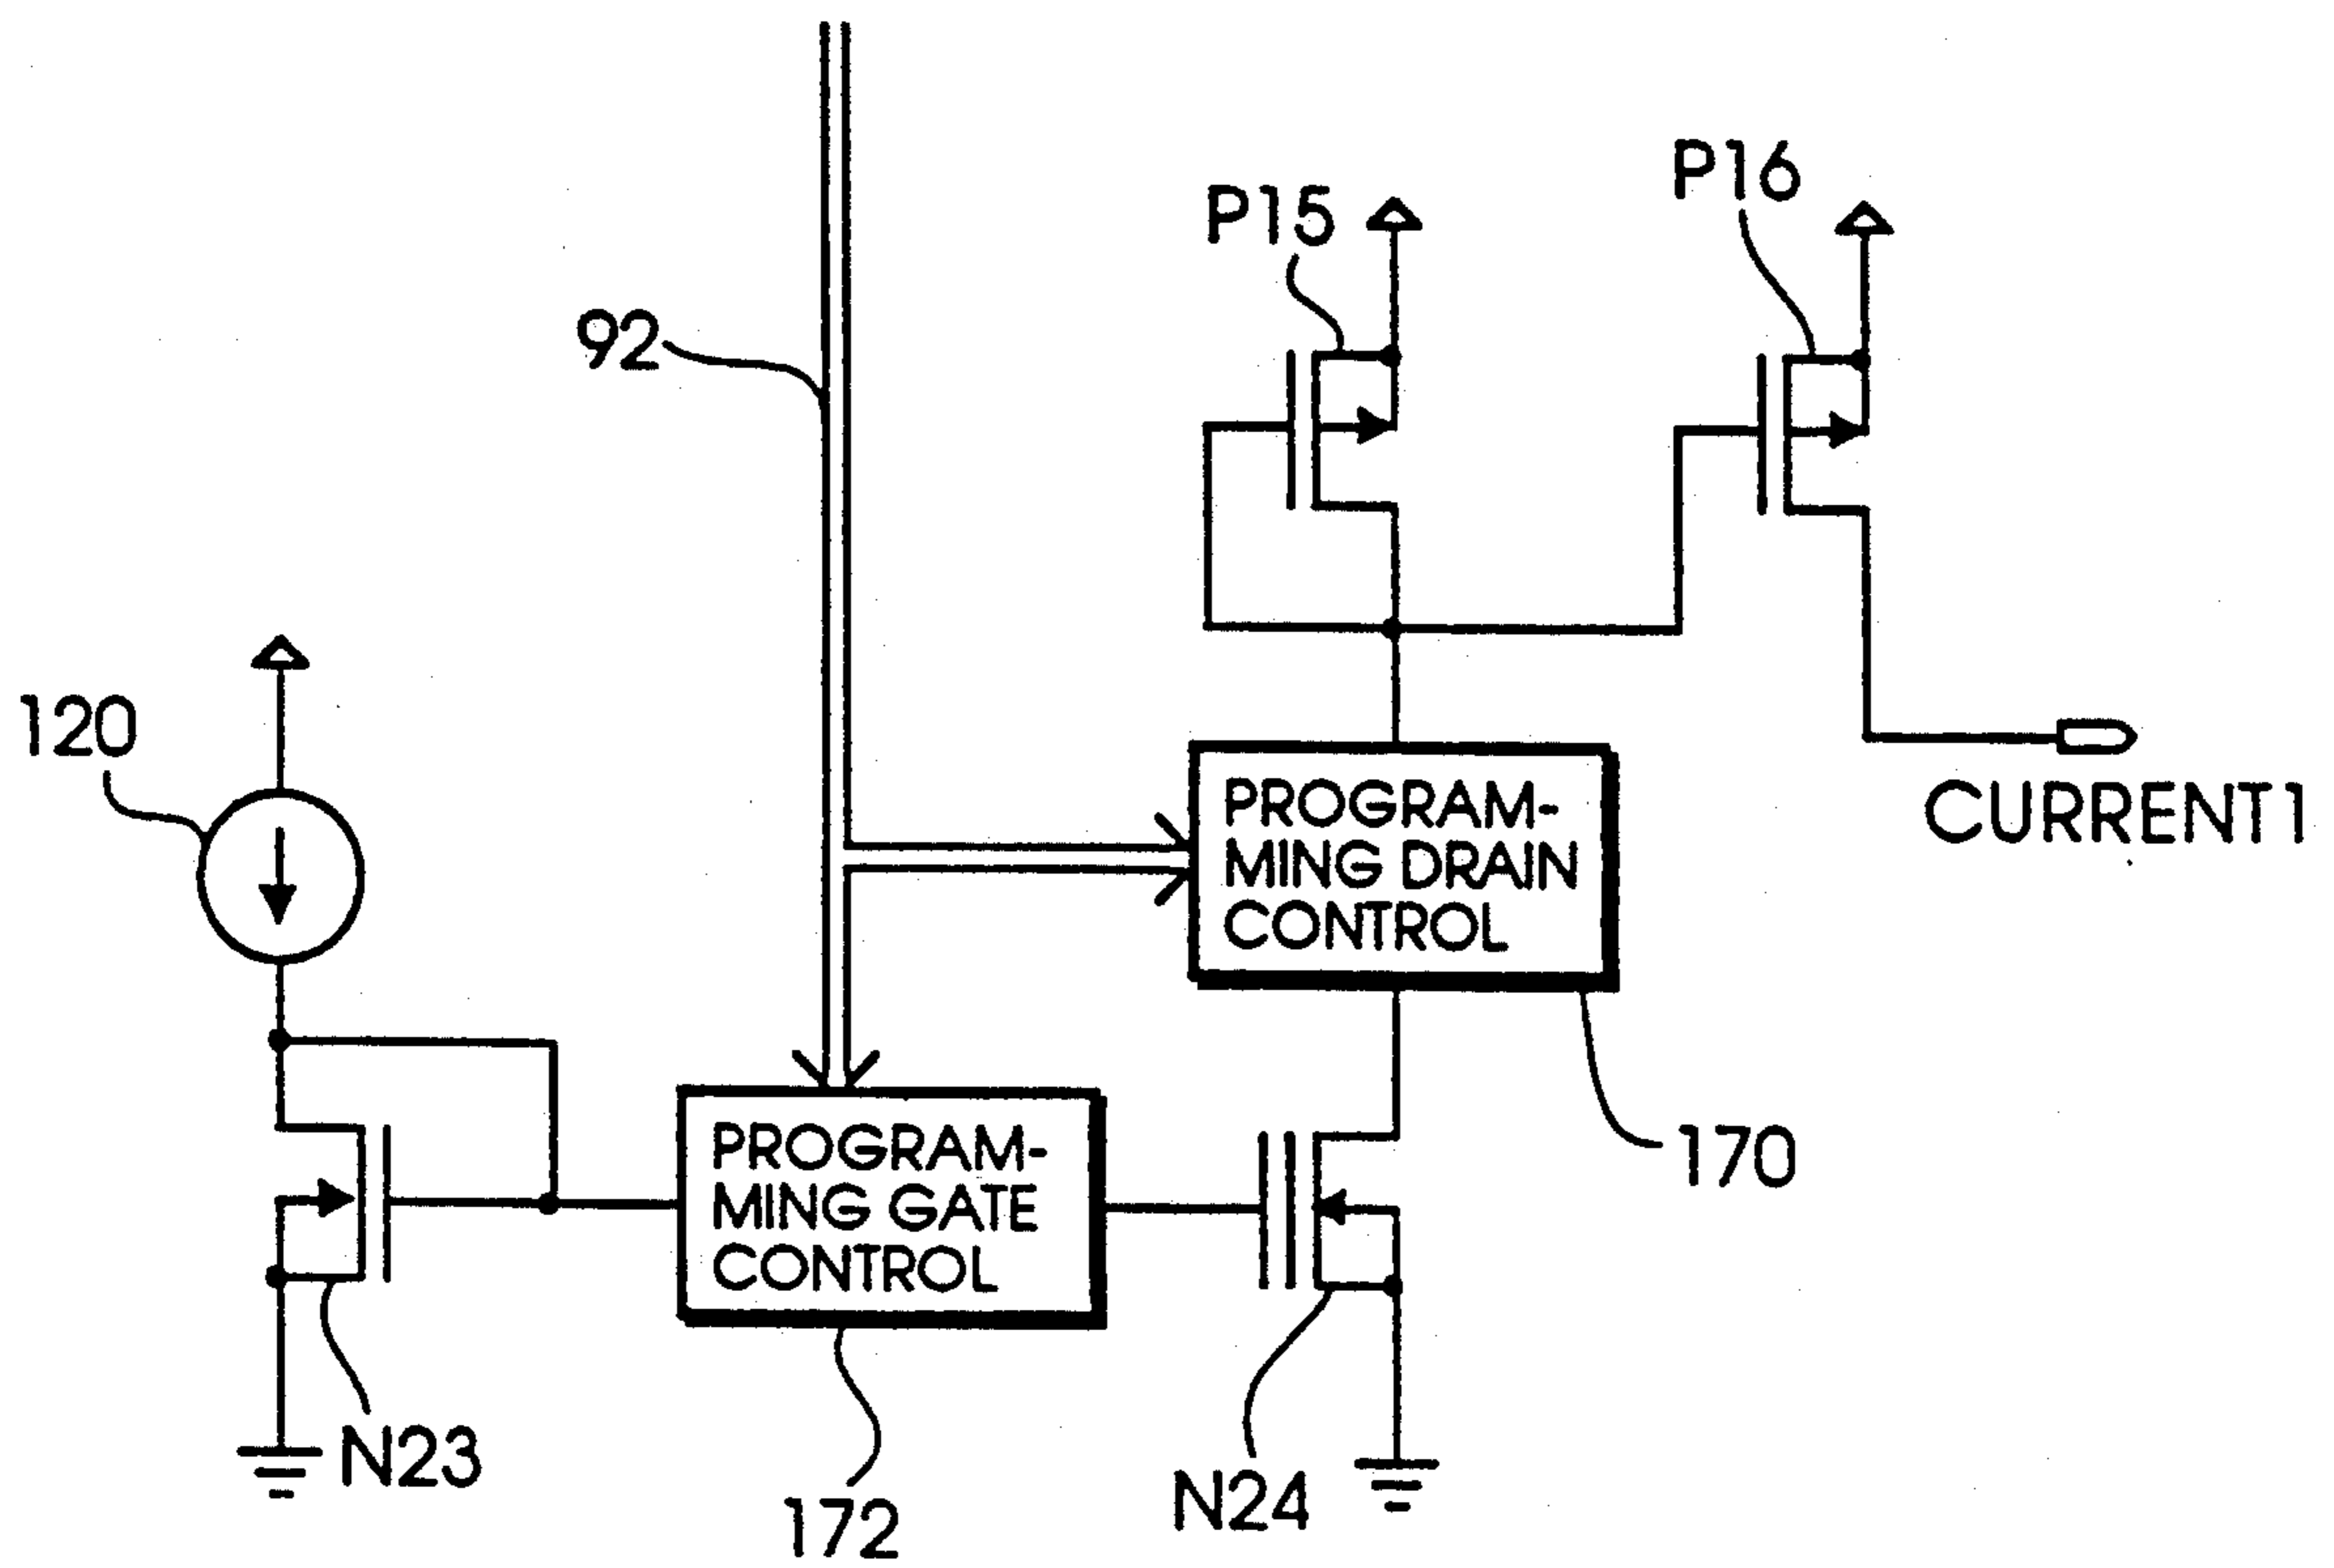 P16
P15
92
120
PROGRAM-
MING DRAIN
CONTROL
CURRENT1
PROGRAM-
MING GATE
CONTROL
170
N23
N24
172